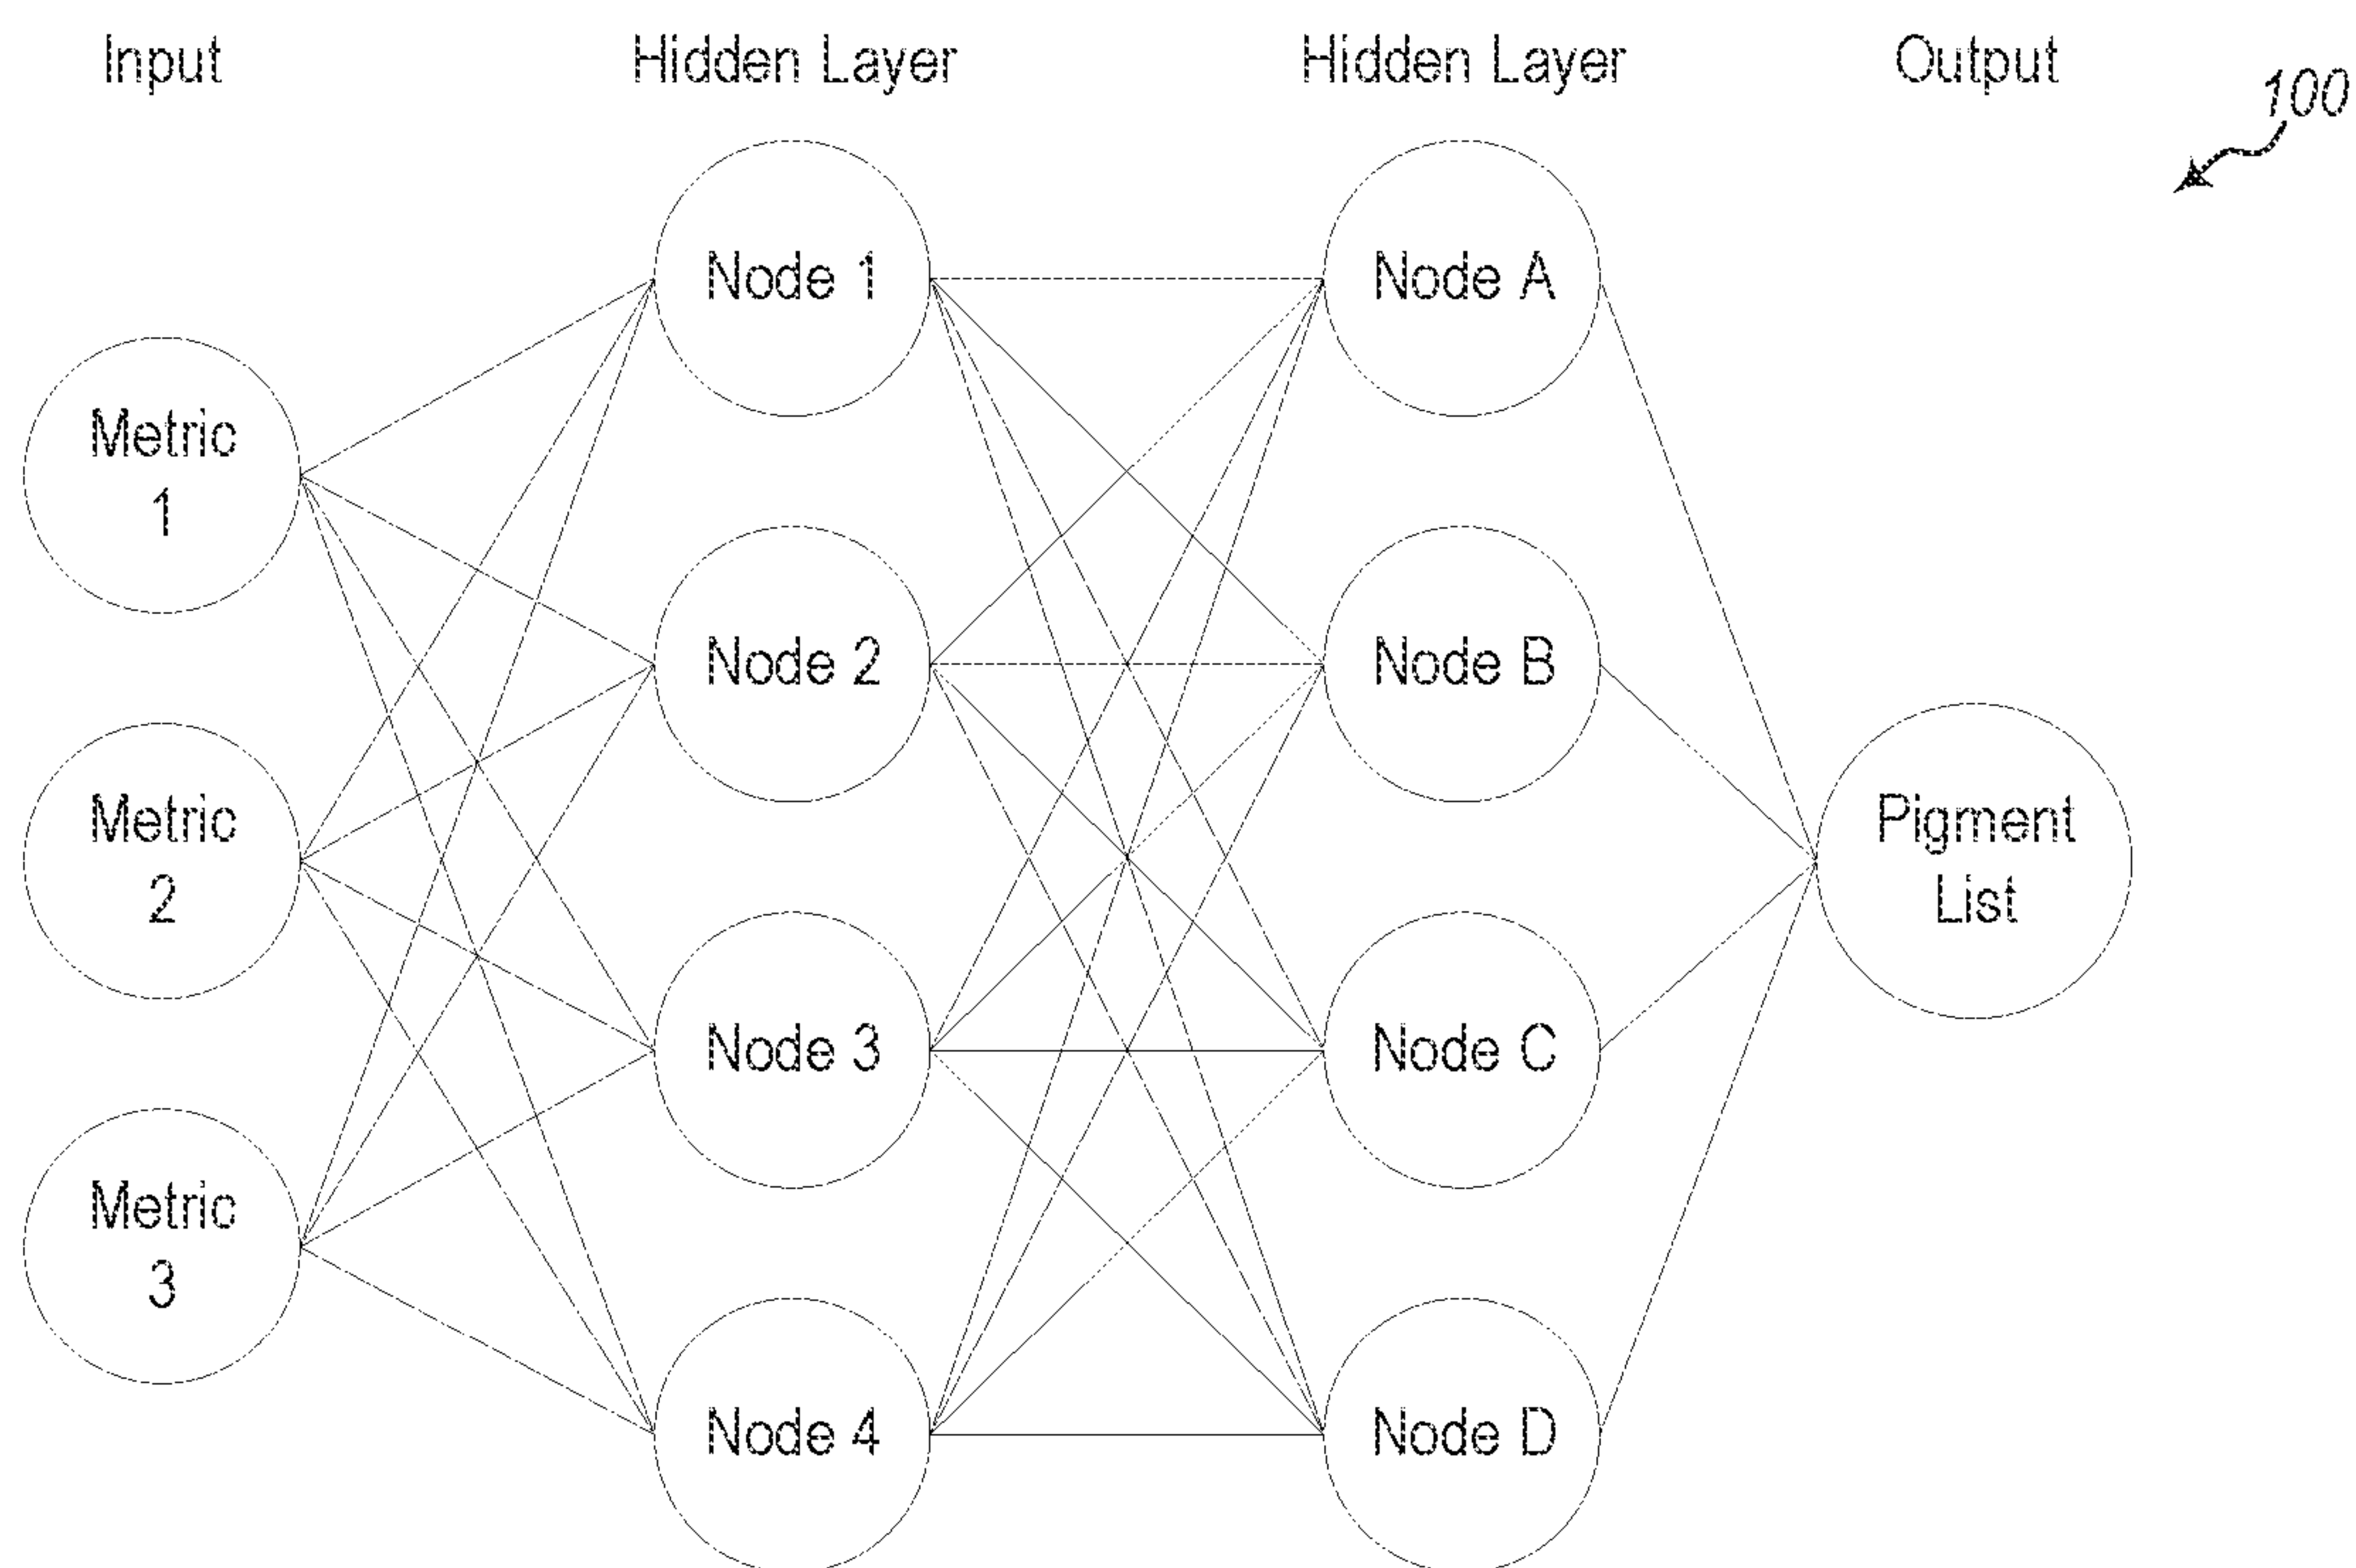 Input
Hidden Layer
Hidden Layer
Output
100
Node 1
Node A
Metric
1
Node 2
Node B
Metric
2
Pigment
List
Node 3
Node C
Metric
3
Node 4
Node D